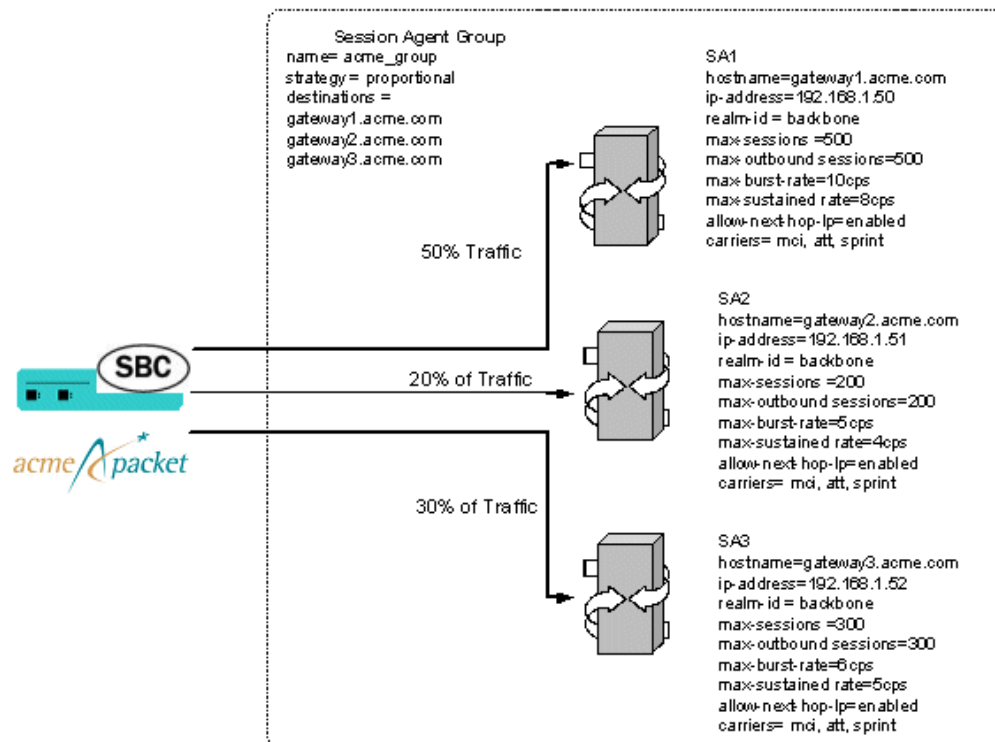 Session Agent Group
name= acme_group
strategy = proportional
destinations =
gateway1.acme.com
gateway2.acme.com
gateway3.acme.com
SA1
hostname=gateway1.acme.com
ip-address=192.168.1.50
realm-id = backbone
max-sessions =500
max-outbound sessions=500
max-burst-rate=10cps
max-sustained rate=8cps
allow-next-hop-lp=enabled
carriers= mci, att, sprint
50% Traffic
SBC
acme packet
20% of Traffic
SA2
hostname=gateway2.acme.com
ip-address=192.168.1.51
realm-id = backbone
max-sessions =200
max-outbound sessions=200
max-burst-rate=5cps
max-sustained rate=4cps
allow-next-hop-lp=enabled
carriers= mci, att, sprint
30% of Traffic
SA3
hostname=gateway3.acme.com
ip-address=192.168.1.52
realm-id = backbone
max-sessions =300
max-outbound sessions=300
max-burst-rate=6cps
max-sustained rate=5cps
allow-next-hop-lp=enabled
carriers= mci, att, sprint